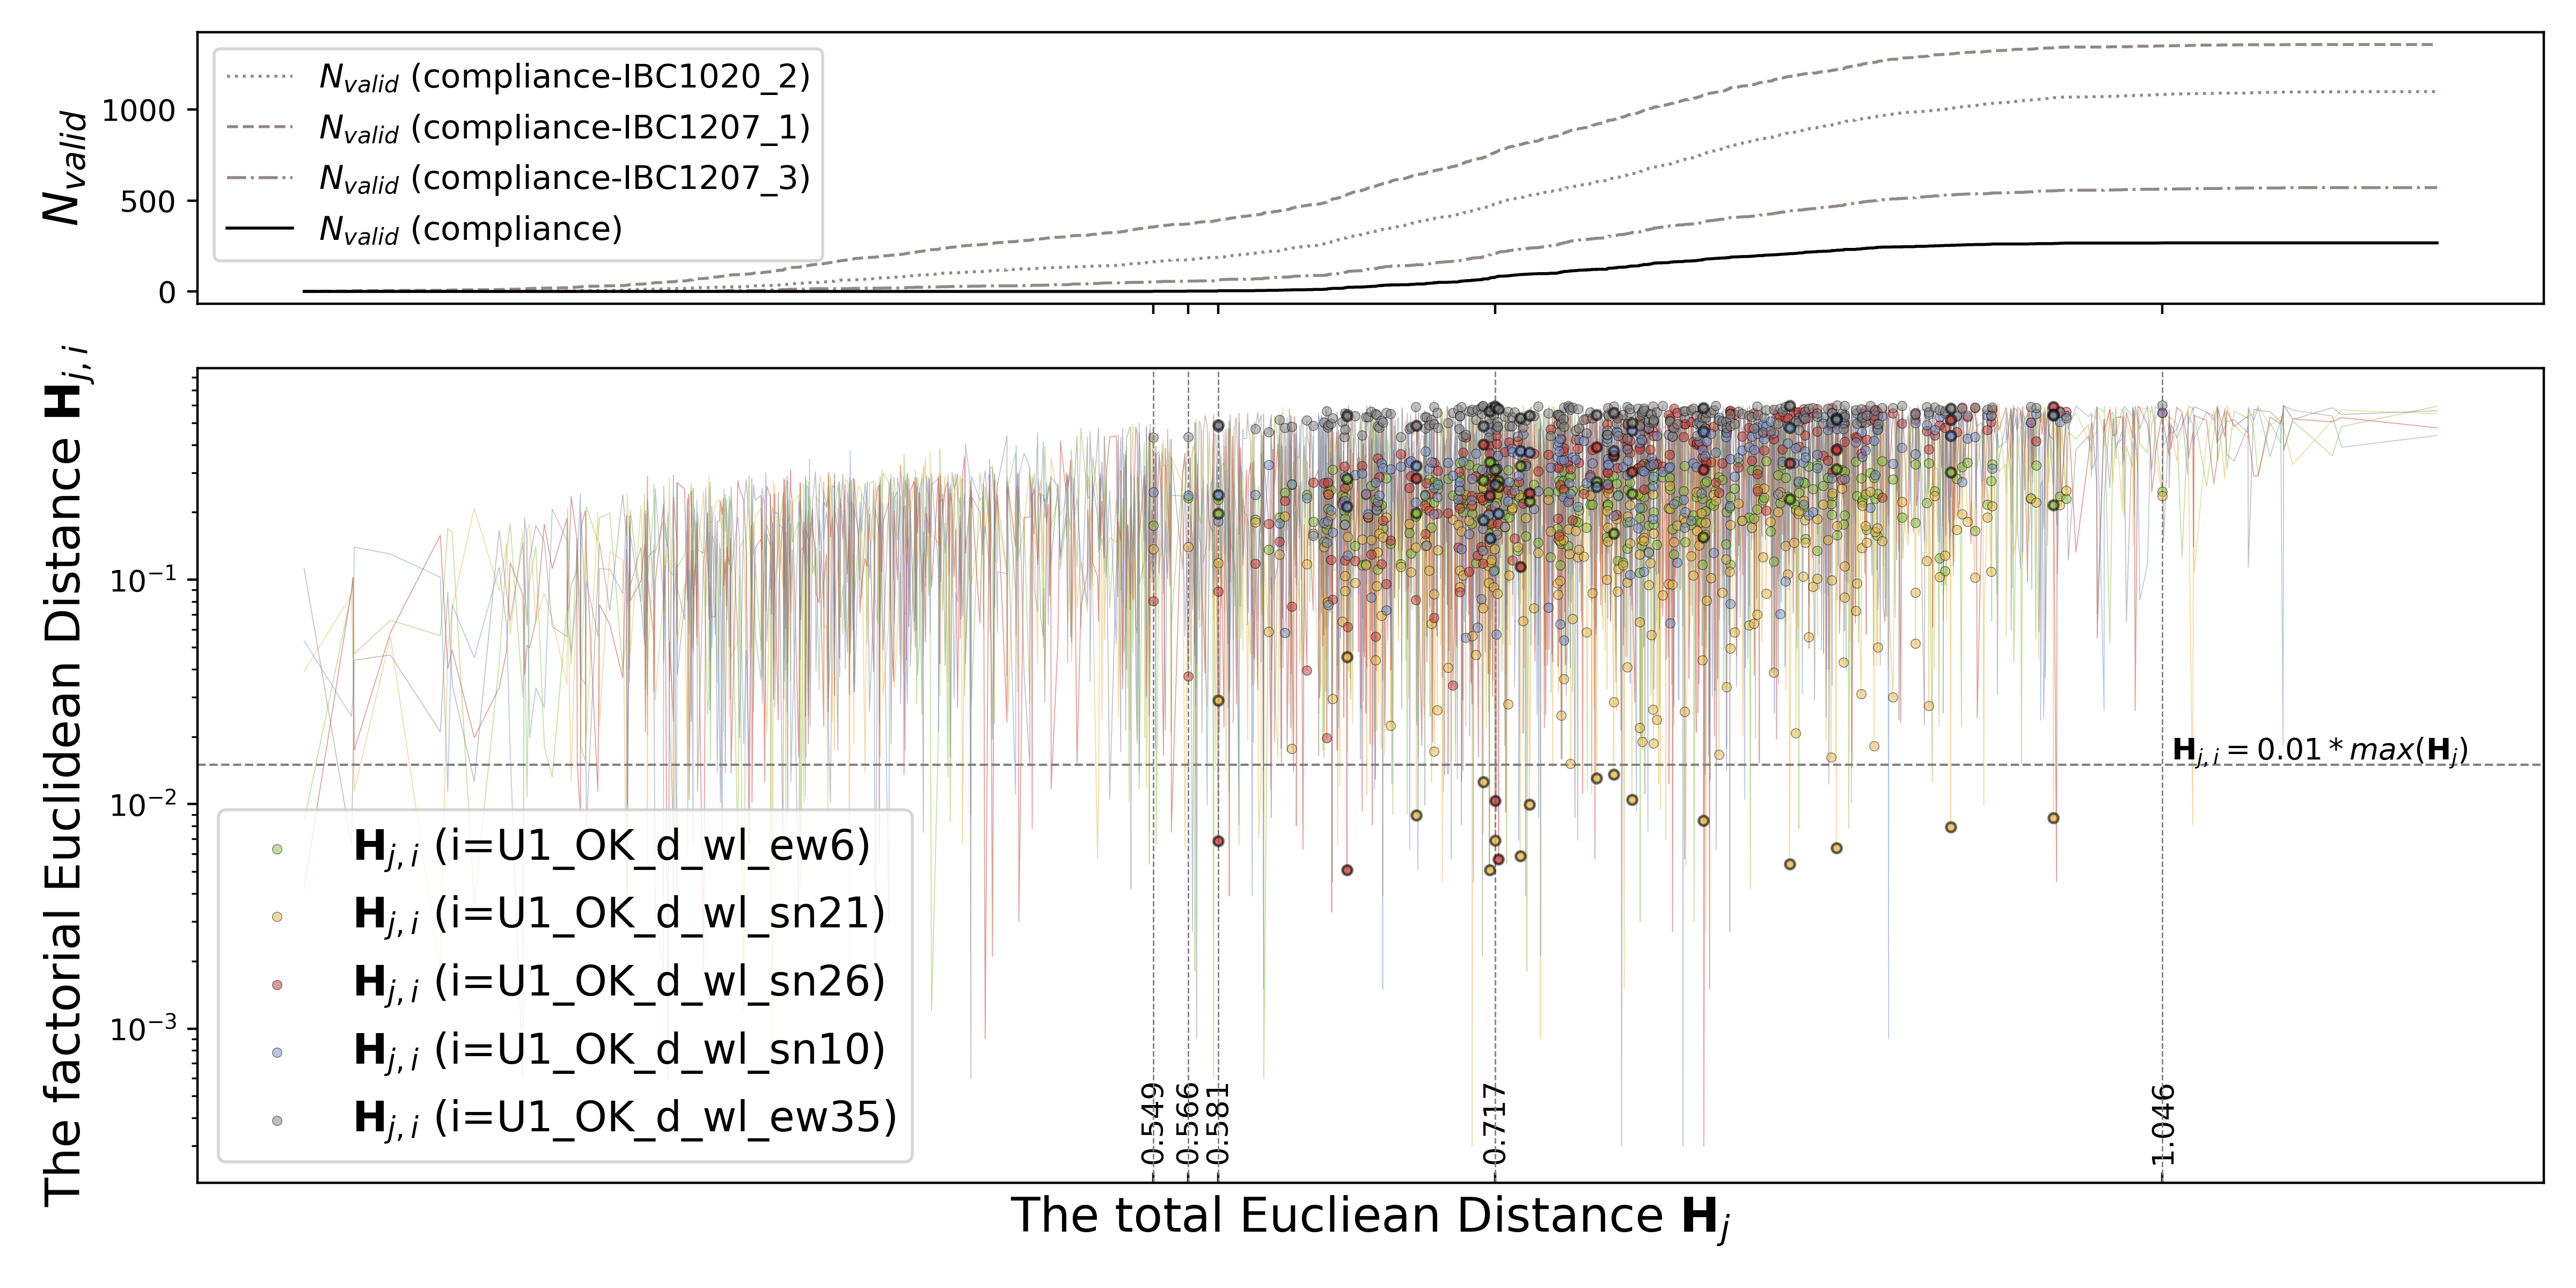 N_valid
1000
500
0
N_valid (compliance-IBC1020_2)
N_valid (compliance-IBC1207_1)
N_valid (compliance-IBC1207_3)
N_valid (compliance)
The factorial Euclidean Distance H_j,i
10^−1
10^−2
10^−3
H_j,i = 0.01 * max(H_j)
H_j,i (i=U1_OK_d_wl_ew6)
H_j,i (i=U1_OK_d_wl_sn21)
H_j,i (i=U1_OK_d_wl_sn26)
H_j,i (i=U1_OK_d_wl_sn10)
H_j,i (i=U1_OK_d_wl_ew35)
0.549
0.566
0.581
0.717
1.046
The total Eucliean Distance H_j